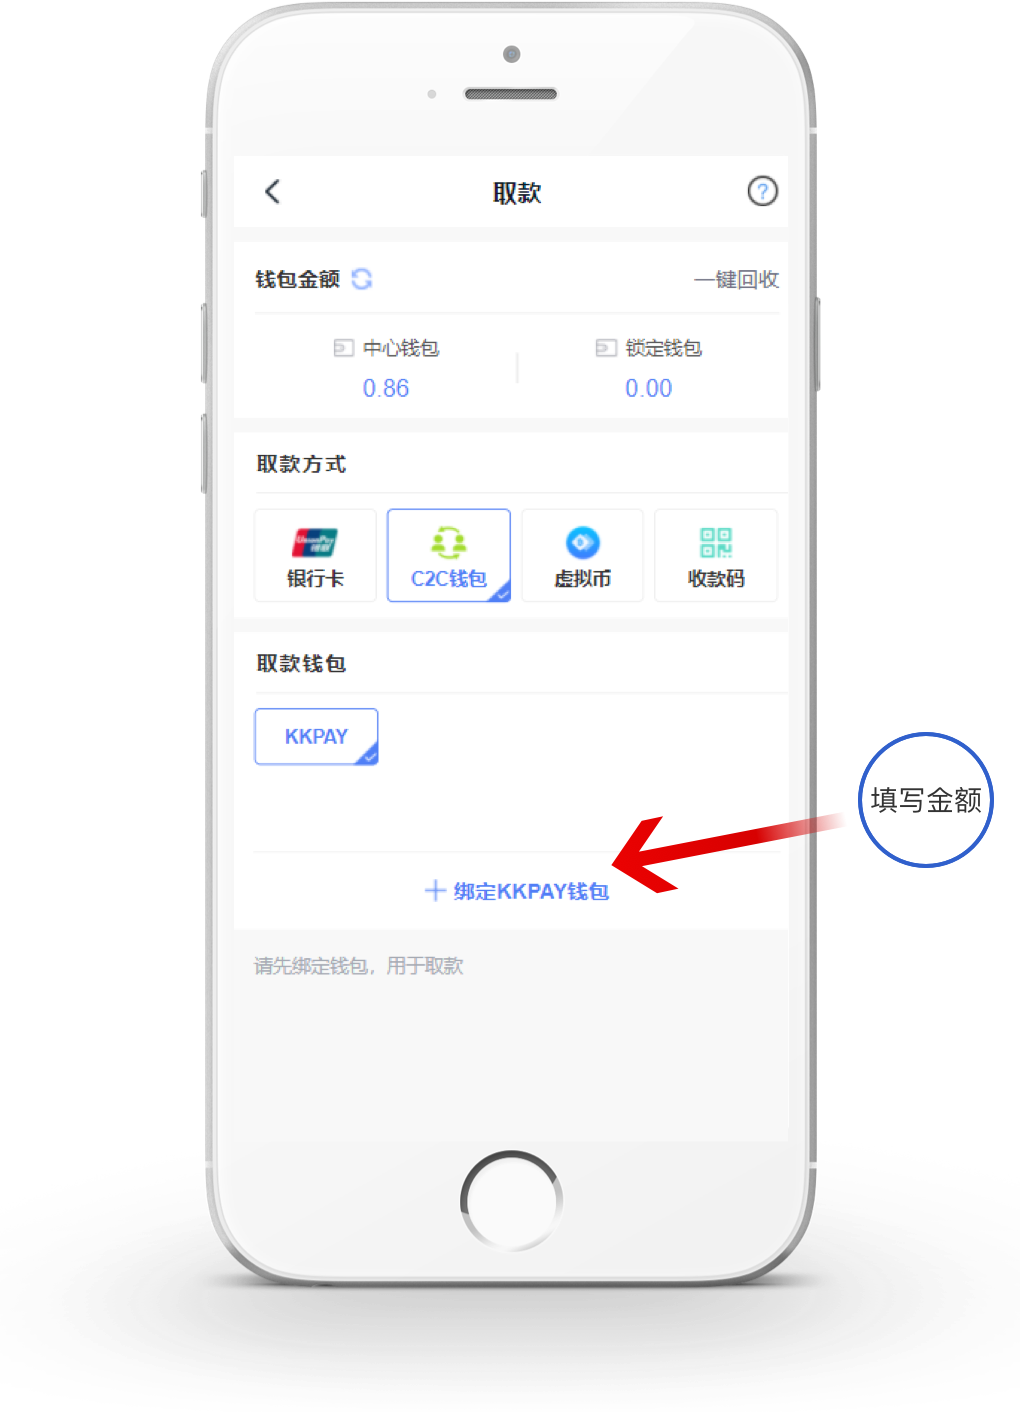 取款
?
钱包金额
一键回收
中心钱包
锁定钱包
0.86
0.00
取款方式
UnionPay
银联
银行卡
C2C钱包
虚拟币
收款码
取款钱包
KKPAY
填写金额
绑定KKPAY钱包
请先绑定钱包，用于取款